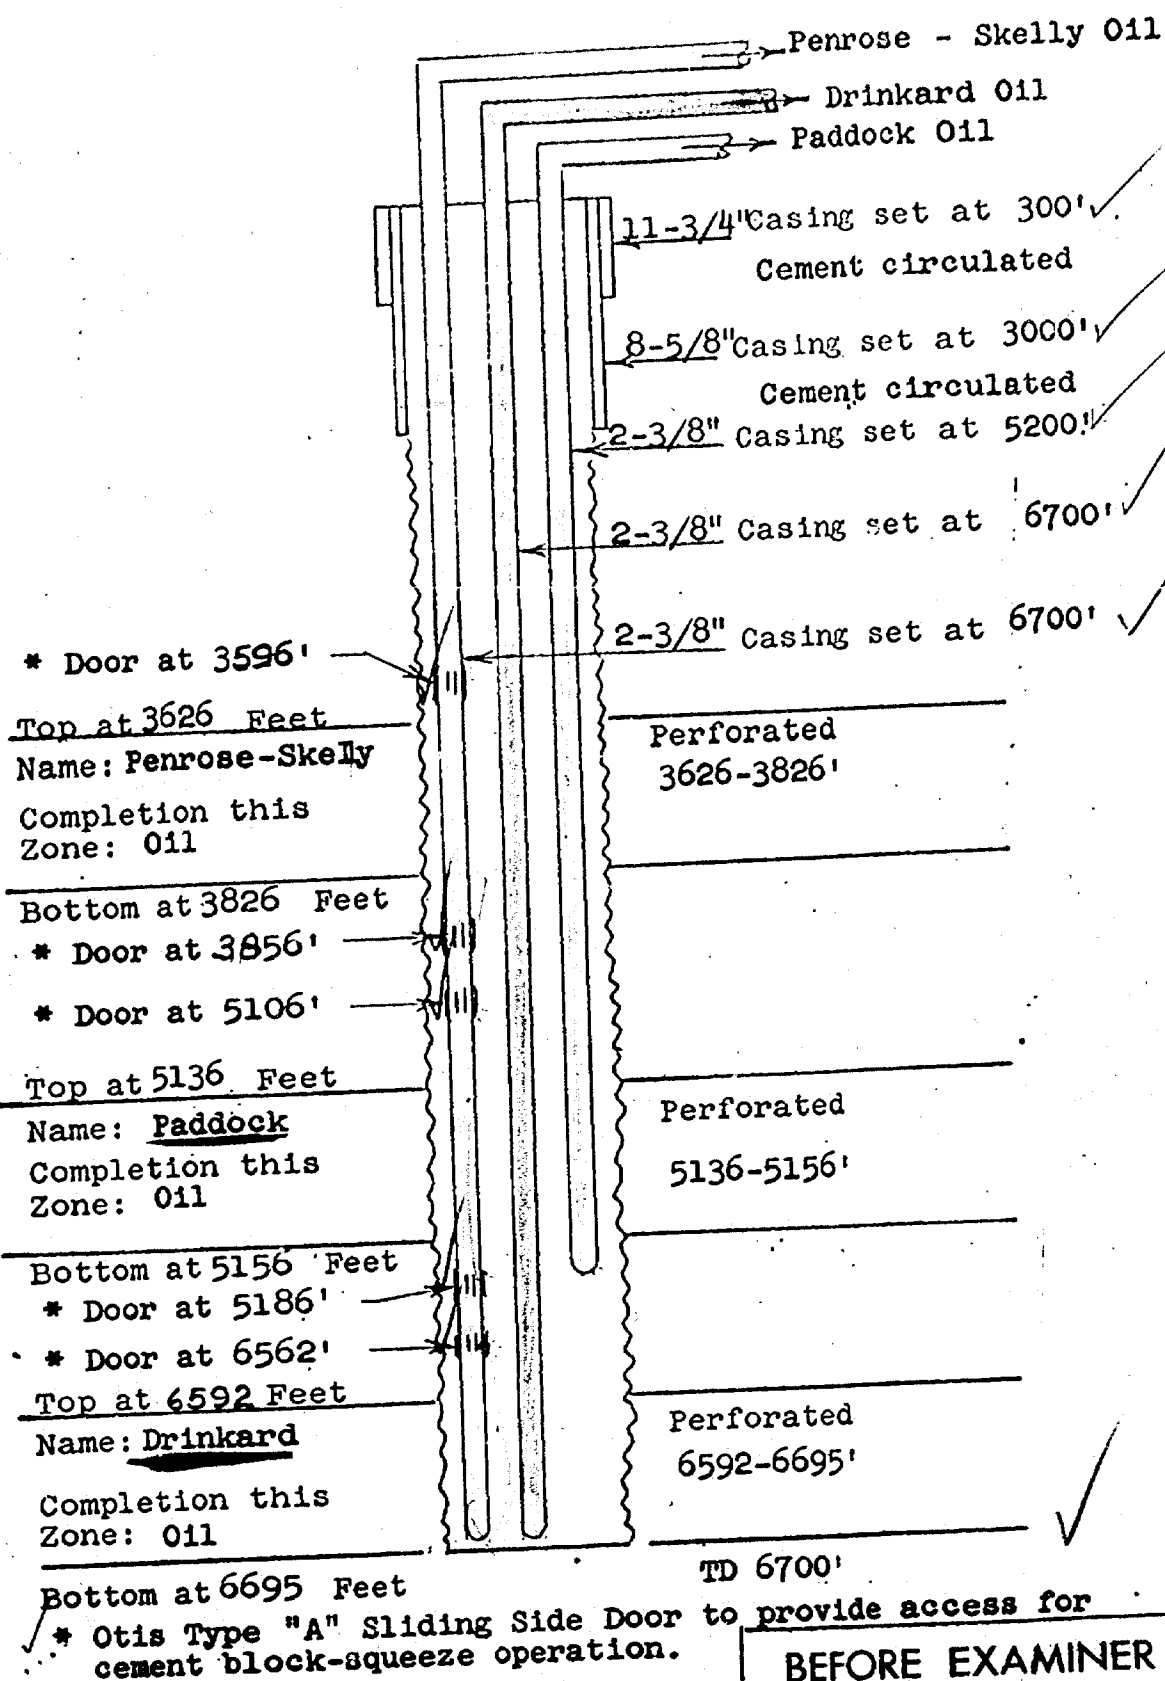 Penrose - Skelly Oil
Drinkard Oil
Paddock Oil
11-3/4" Casing set at 300'
Cement circulated
8-5/8" Casing set at 3000'
Cement circulated
2-3/8" Casing set at 5200'
2-3/8" Casing set at 6700'
2-3/8" Casing set at 6700'
* Door at 3596'
Top at 3626 Feet
Name: Penrose-Skelly
Completion this
Zone: Oil
Perforated
3626-3826'
Bottom at 3826 Feet
* Door at 3856'
* Door at 5106'
Top at 5136 Feet
Name: Paddock
Completion this
Zone: Oil
Perforated
5136-5156'
Bottom at 5156 Feet
* Door at 5186'
* Door at 6562'
Top at 6592 Feet
Name: Drinkard
Completion this
Zone: Oil
Perforated
6592-6695'
Bottom at 6695 Feet
TD 6700'
* Otis Type "A" Sliding Side Door to provide access for
cement block-squeeze operation.
BEFORE EXAMINER